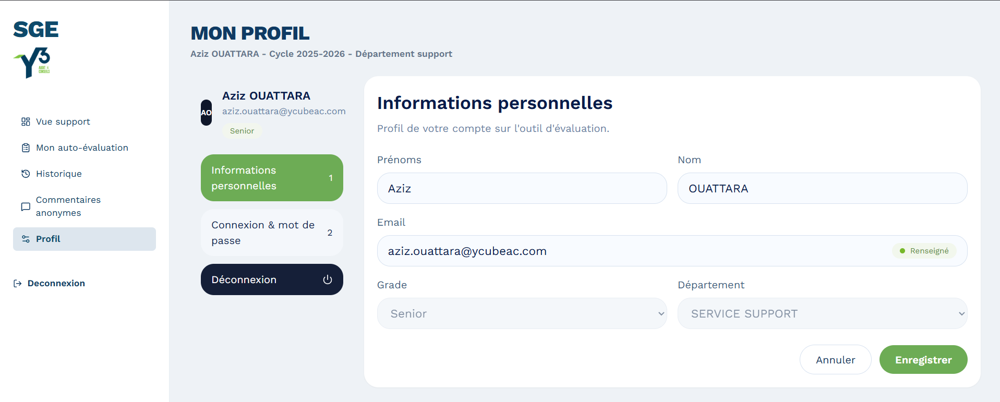 SGE
Y3
AUDIT &
CONSEILS
Vue support
Mon auto-évaluation
Historique
Commentaires
anonymes
Profil
Deconnexion
MON PROFIL
Aziz OUATTARA - Cycle 2025-2026 - Département support
AO
Aziz OUATTARA
aziz.ouattara@ycubeac.com
Senior
Informations
personnelles
1
Connexion & mot de
passe
2
Déconnexion
Informations personnelles
Profil de votre compte sur l'outil d'évaluation.
Prénoms
Nom
Aziz
OUATTARA
Email
aziz.ouattara@ycubeac.com
Renseigné
Grade
Département
Senior
SERVICE SUPPORT
Annuler
Enregistrer